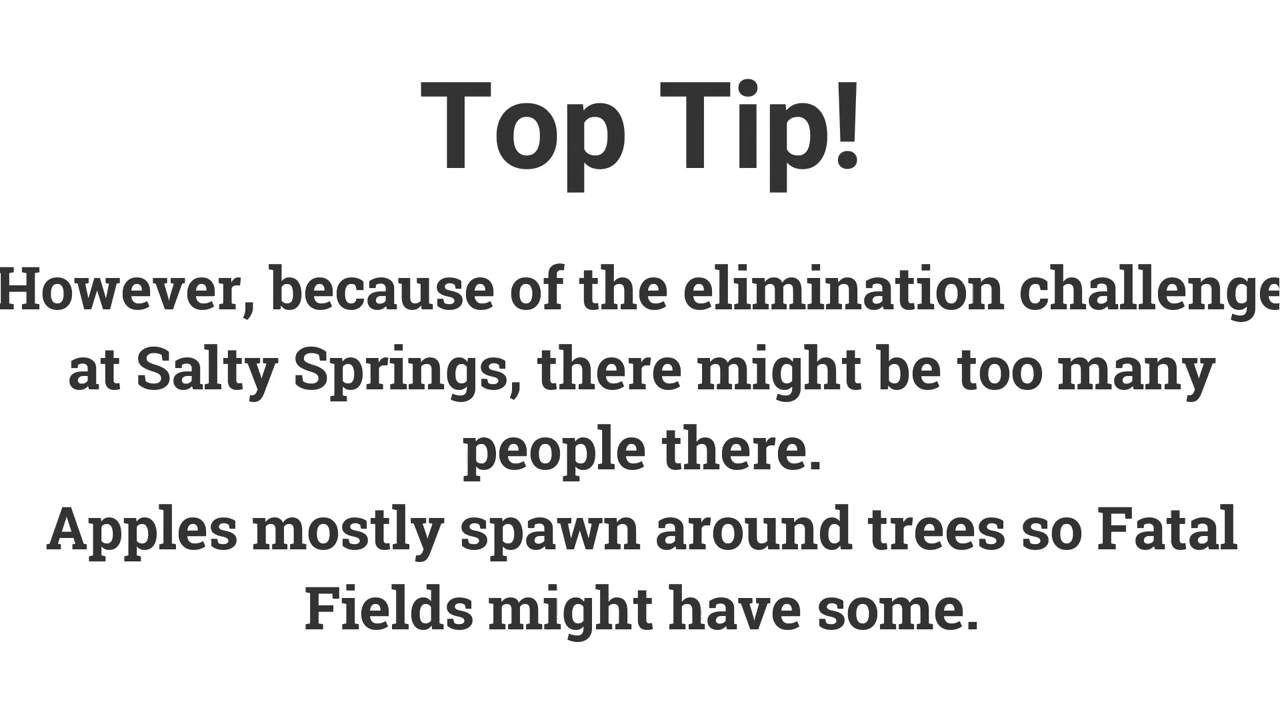 Top Tip!
However, because of the elimination challenge
at Salty Springs, there might be too many
people there.
Apples mostly spawn around trees so Fatal
Fields might have some.